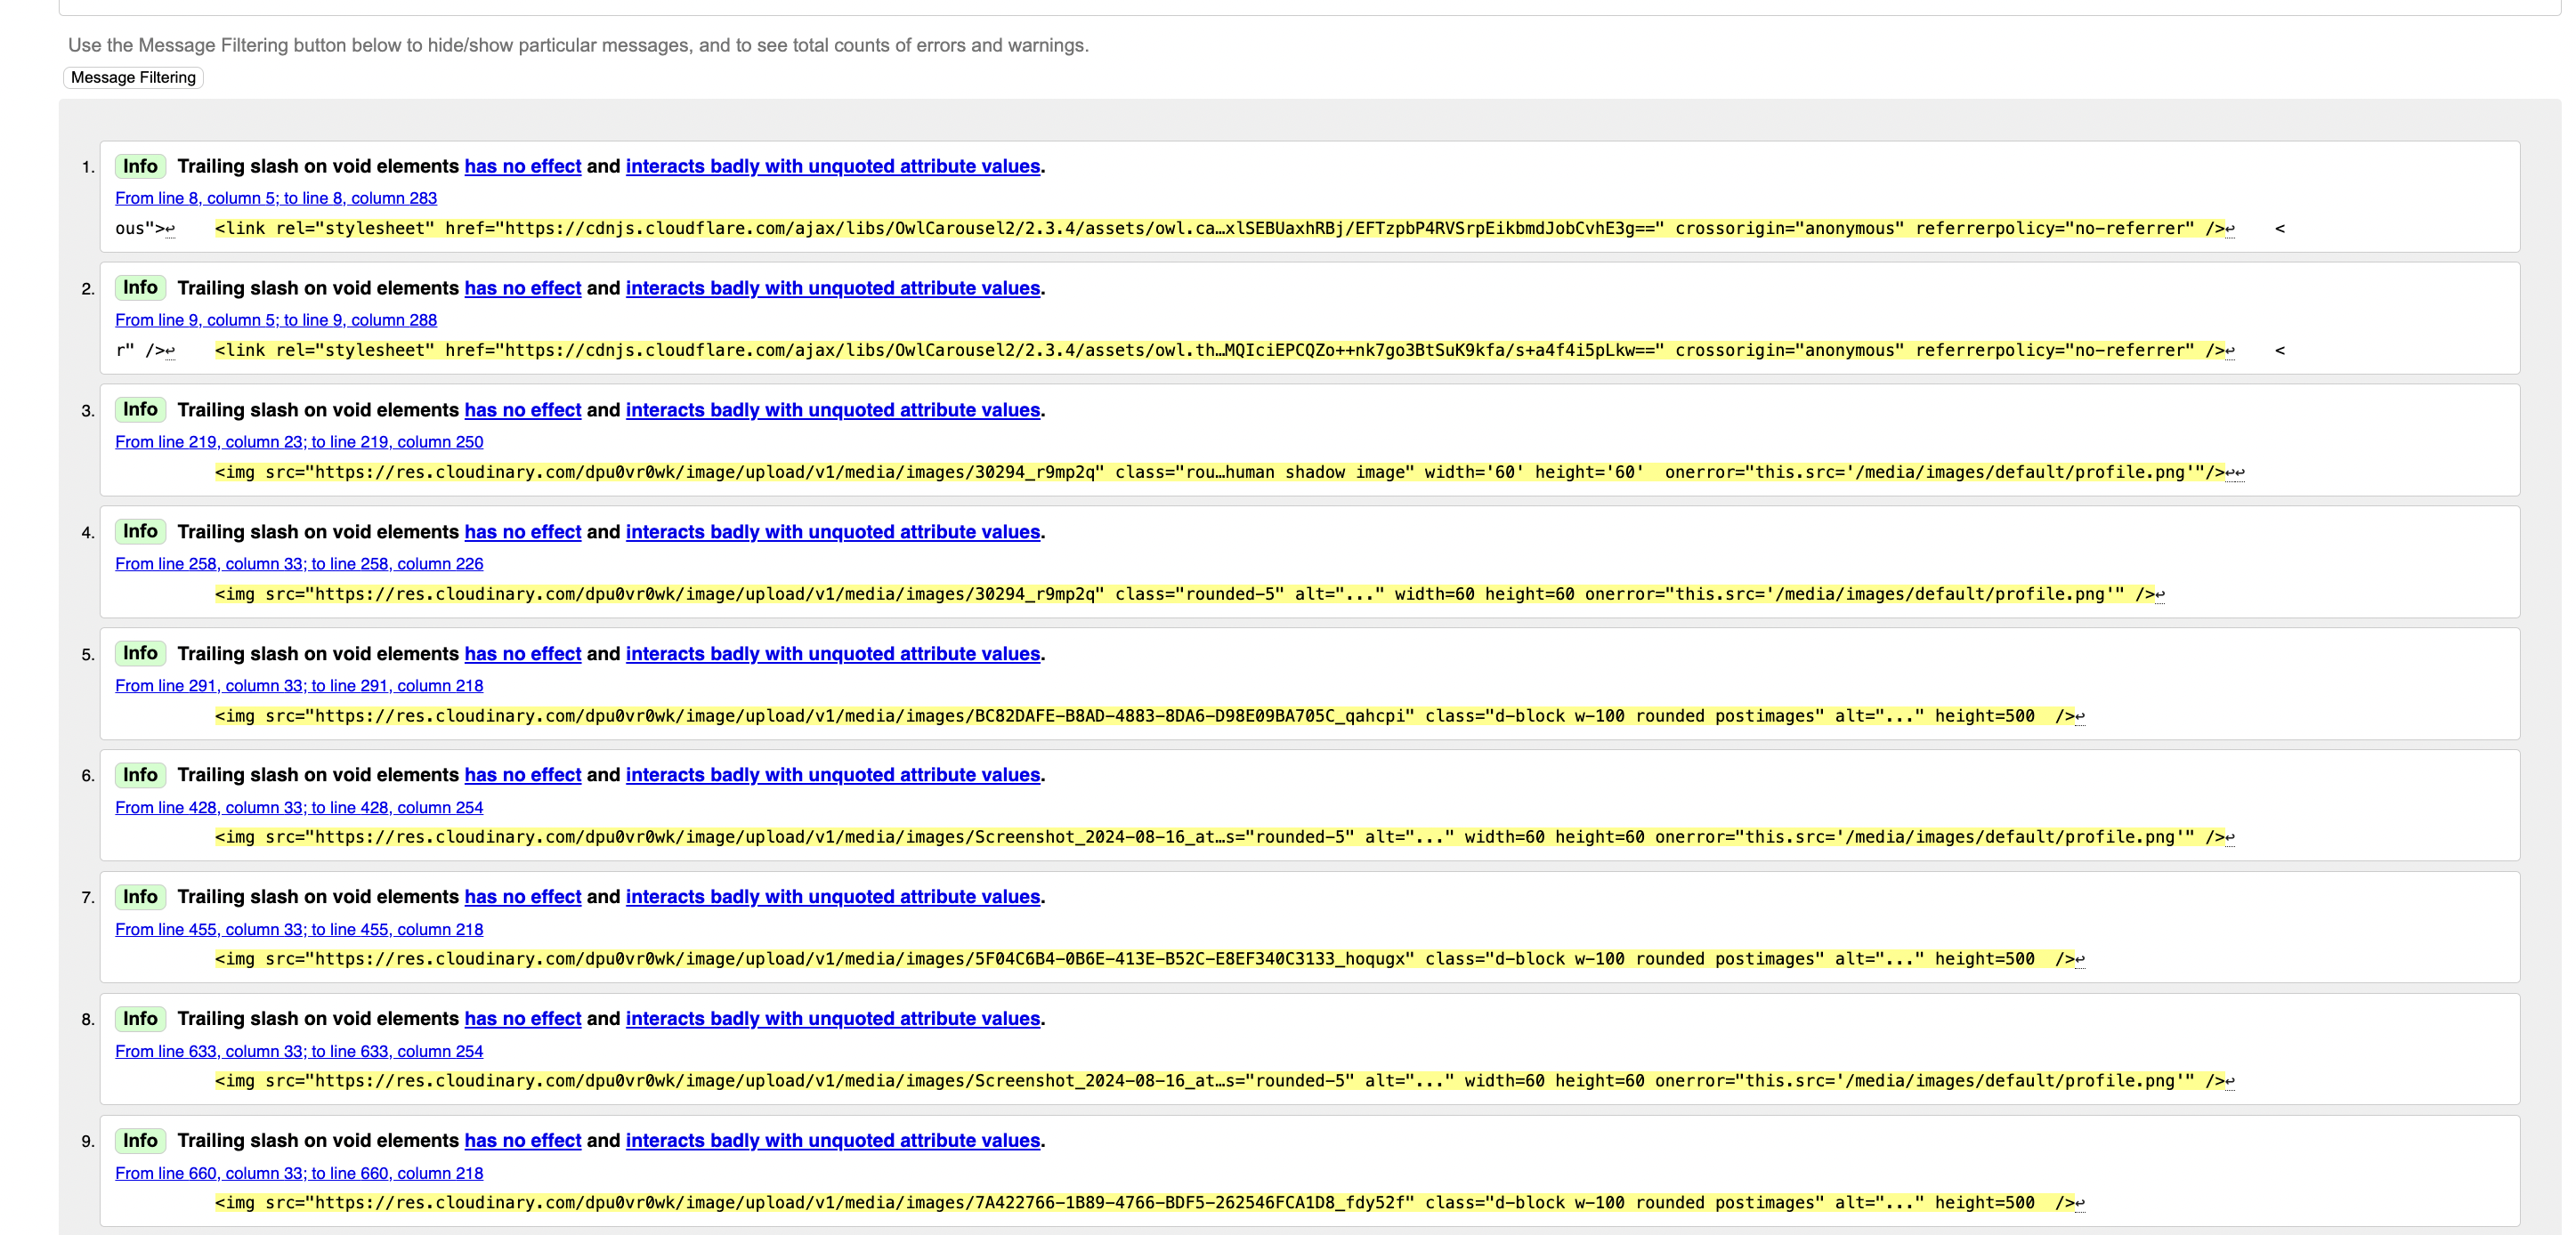 Use the Message Filtering button below to hide/show particular messages, and to see total counts of errors and warnings.
Message Filtering
1. Info Trailing slash on void elements has no effect and interacts badly with unquoted attribute values.
From line 8, column 5; to line 8, column 283
ous">↩ <link rel="stylesheet" href="https://cdnjs.cloudflare.com/ajax/libs/OwlCarousel2/2.3.4/assets/owl.ca…xlSEBUaxhRBj/EFTzpbP4RVSrpEikbmdJobCvhE3g==" crossorigin="anonymous" referrerpolicy="no-referrer" />↩ <
2. Info Trailing slash on void elements has no effect and interacts badly with unquoted attribute values.
From line 9, column 5; to line 9, column 288
r" />↩ <link rel="stylesheet" href="https://cdnjs.cloudflare.com/ajax/libs/OwlCarousel2/2.3.4/assets/owl.th…MQIciEPCQZo++nk7go3BtSuK9kfa/s+a4f4i5pLkw==" crossorigin="anonymous" referrerpolicy="no-referrer" />↩ <
3. Info Trailing slash on void elements has no effect and interacts badly with unquoted attribute values.
From line 219, column 23; to line 219, column 250
<img src="https://res.cloudinary.com/dpu0vr0wk/image/upload/v1/media/images/30294_r9mp2q" class="rou…human shadow image" width='60' height='60'  onerror="this.src='/media/images/default/profile.png'"/>↩↩
4. Info Trailing slash on void elements has no effect and interacts badly with unquoted attribute values.
From line 258, column 33; to line 258, column 226
<img src="https://res.cloudinary.com/dpu0vr0wk/image/upload/v1/media/images/30294_r9mp2q" class="rounded-5" alt="..." width=60 height=60 onerror="this.src='/media/images/default/profile.png'" />↩
5. Info Trailing slash on void elements has no effect and interacts badly with unquoted attribute values.
From line 291, column 33; to line 291, column 218
<img src="https://res.cloudinary.com/dpu0vr0wk/image/upload/v1/media/images/BC82DAFE-B8AD-4883-8DA6-D98E09BA705C_qahcpi" class="d-block w-100 rounded postimages" alt="..." height=500  />↩
6. Info Trailing slash on void elements has no effect and interacts badly with unquoted attribute values.
From line 428, column 33; to line 428, column 254
<img src="https://res.cloudinary.com/dpu0vr0wk/image/upload/v1/media/images/Screenshot_2024-08-16_at…s="rounded-5" alt="..." width=60 height=60 onerror="this.src='/media/images/default/profile.png'" />↩
7. Info Trailing slash on void elements has no effect and interacts badly with unquoted attribute values.
From line 455, column 33; to line 455, column 218
<img src="https://res.cloudinary.com/dpu0vr0wk/image/upload/v1/media/images/5F04C6B4-0B6E-413E-B52C-E8EF340C3133_hoqugx" class="d-block w-100 rounded postimages" alt="..." height=500  />↩
8. Info Trailing slash on void elements has no effect and interacts badly with unquoted attribute values.
From line 633, column 33; to line 633, column 254
<img src="https://res.cloudinary.com/dpu0vr0wk/image/upload/v1/media/images/Screenshot_2024-08-16_at…s="rounded-5" alt="..." width=60 height=60 onerror="this.src='/media/images/default/profile.png'" />↩
9. Info Trailing slash on void elements has no effect and interacts badly with unquoted attribute values.
From line 660, column 33; to line 660, column 218
<img src="https://res.cloudinary.com/dpu0vr0wk/image/upload/v1/media/images/7A422766-1B89-4766-BDF5-262546FCA1D8_fdy52f" class="d-block w-100 rounded postimages" alt="..." height=500  />↩